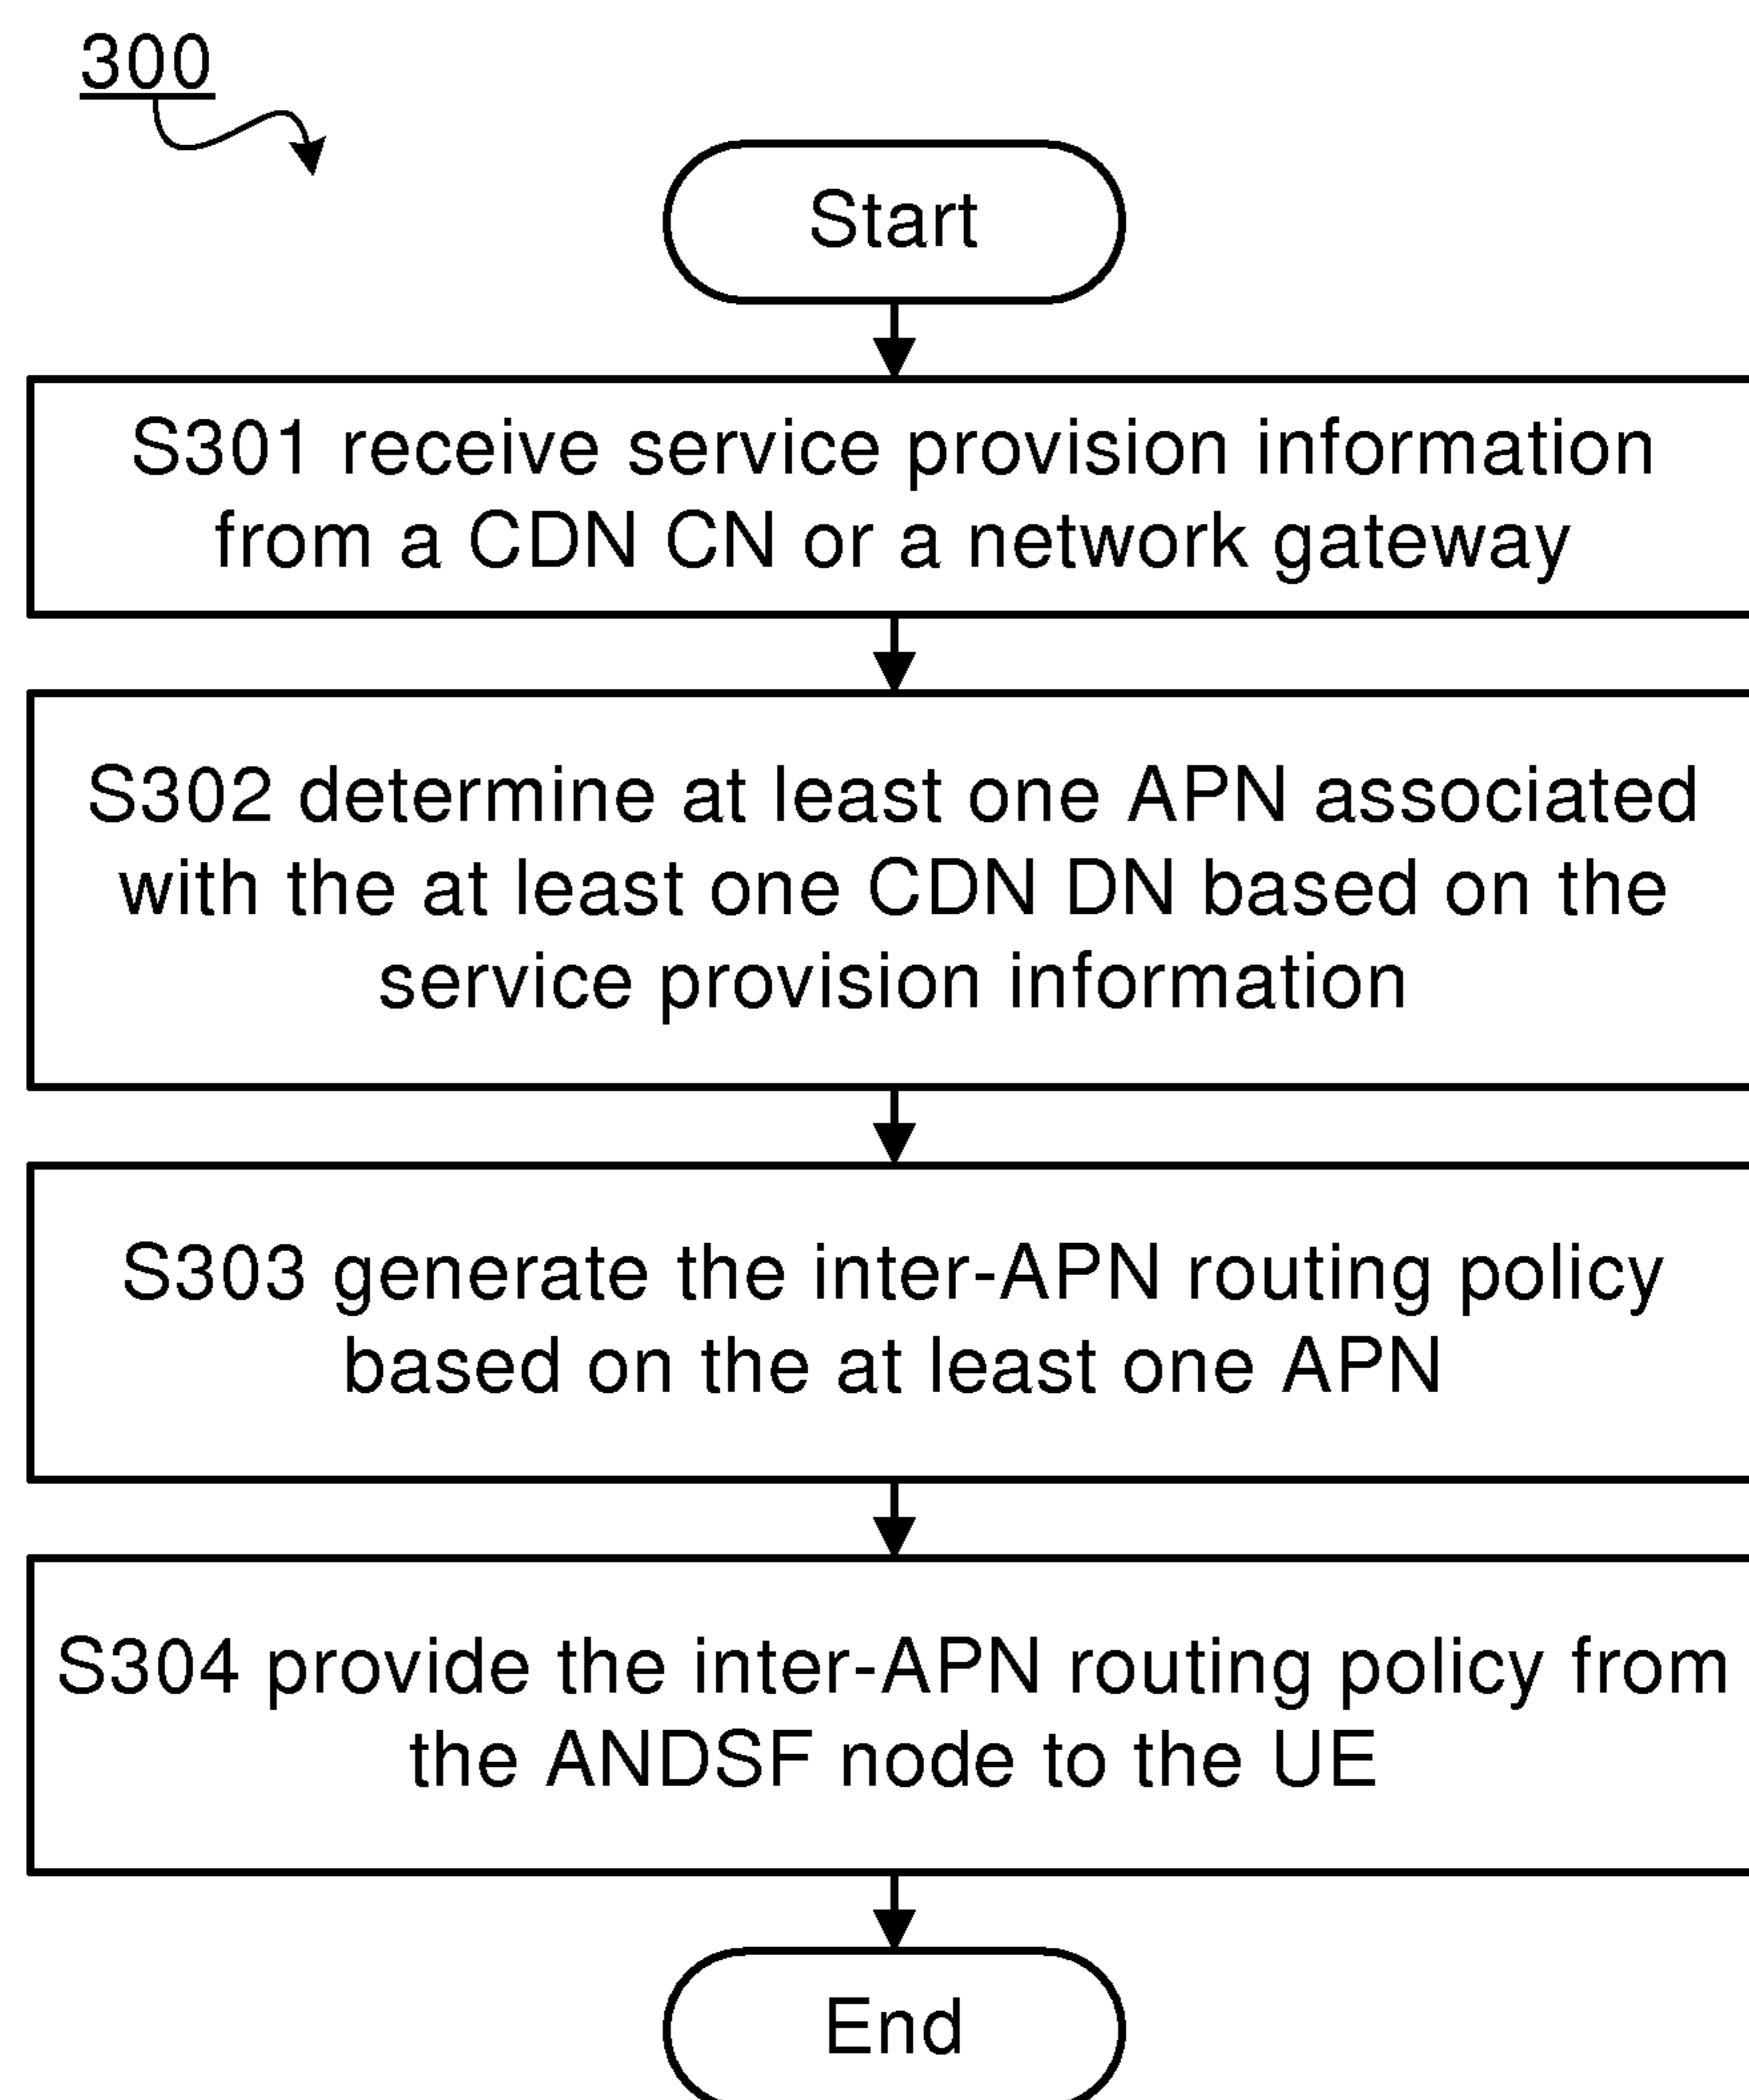 300
Start
S301 receive service provision information
from a CDN CN or a network gateway
S302 determine at least one APN associated
with the at least one CDN DN based on the
service provision information
S303 generate the inter-APN routing policy
based on the at least one APN
S304 provide the inter-APN routing policy from
the ANDSF node to the UE
End